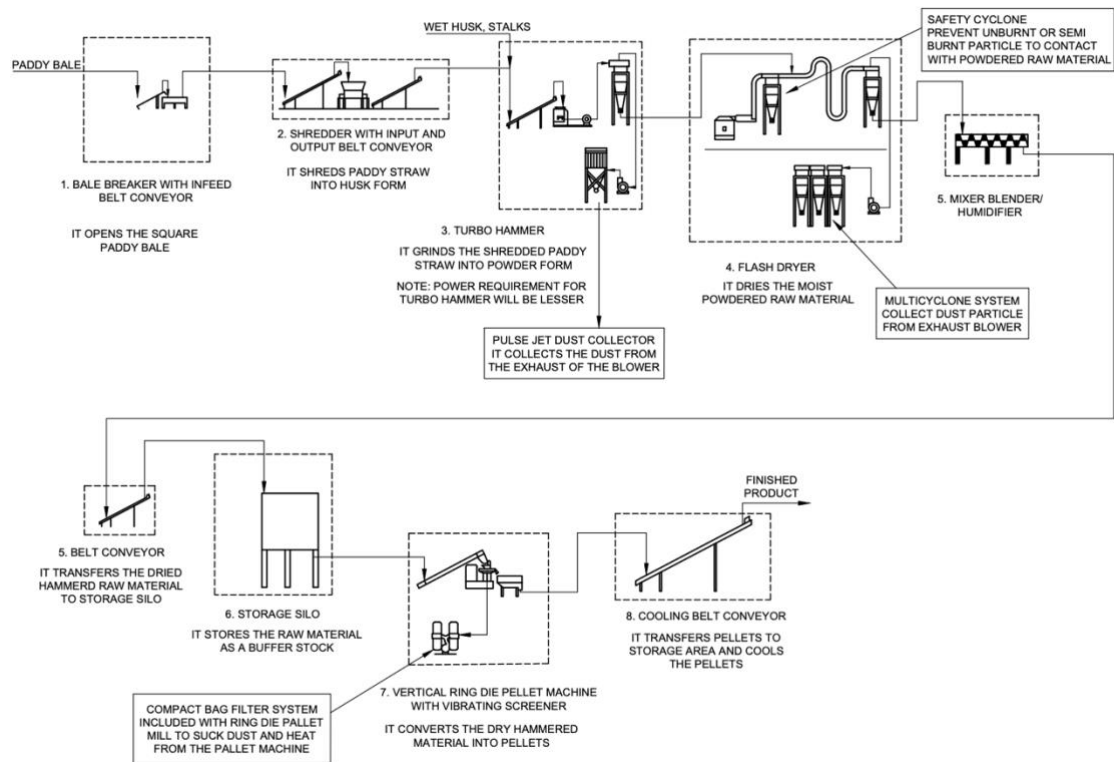 PADDY BALE
1. BALE BREAKER WITH INFEED
BELT CONVEYOR
IT OPENS THE SQUARE
PADDY BALE
2. SHREDDER WITH INPUT AND
OUTPUT BELT CONVEYOR
IT SHREDS PADDY STRAW
INTO HUSK FORM
WET HUSK, STALKS
3. TURBO HAMMER
IT GRINDS THE SHREDDED PADDY
STRAW INTO POWDER FORM
NOTE: POWER REQUIREMENT FOR
TURBO HAMMER WILL BE LESSER
PULSE JET DUST COLLECTOR
IT COLLECTS THE DUST FROM
THE EXHAUST OF THE BLOWER
SAFETY CYCLONE
PREVENT UNBURNT OR SEMI
BURNT PARTICLE TO CONTACT
WITH POWDERED RAW MATERIAL
4. FLASH DRYER
IT DRIES THE MOIST
POWDERED RAW MATERIAL
MULTICYCLONE SYSTEM
COLLECT DUST PARTICLE
FROM EXHAUST BLOWER
5. MIXER BLENDER/
HUMIDIFIER
5. BELT CONVEYOR
IT TRANSFERS THE DRIED
HAMMERD RAW MATERIAL
TO STORAGE SILO
6. STORAGE SILO
IT STORES THE RAW MATERIAL
AS A BUFFER STOCK
COMPACT BAG FILTER SYSTEM
INCLUDED WITH RING DIE PALLET
MILL TO SUCK DUST AND HEAT
FROM THE PALLET MACHINE
7. VERTICAL RING DIE PELLET MACHINE
WITH VIBRATING SCREENER
IT CONVERTS THE DRY HAMMERED
MATERIAL INTO PELLETS
FINISHED
PRODUCT
8. COOLING BELT CONVEYOR
IT TRANSFERS PELLETS TO
STORAGE AREA AND COOLS
THE PELLETS